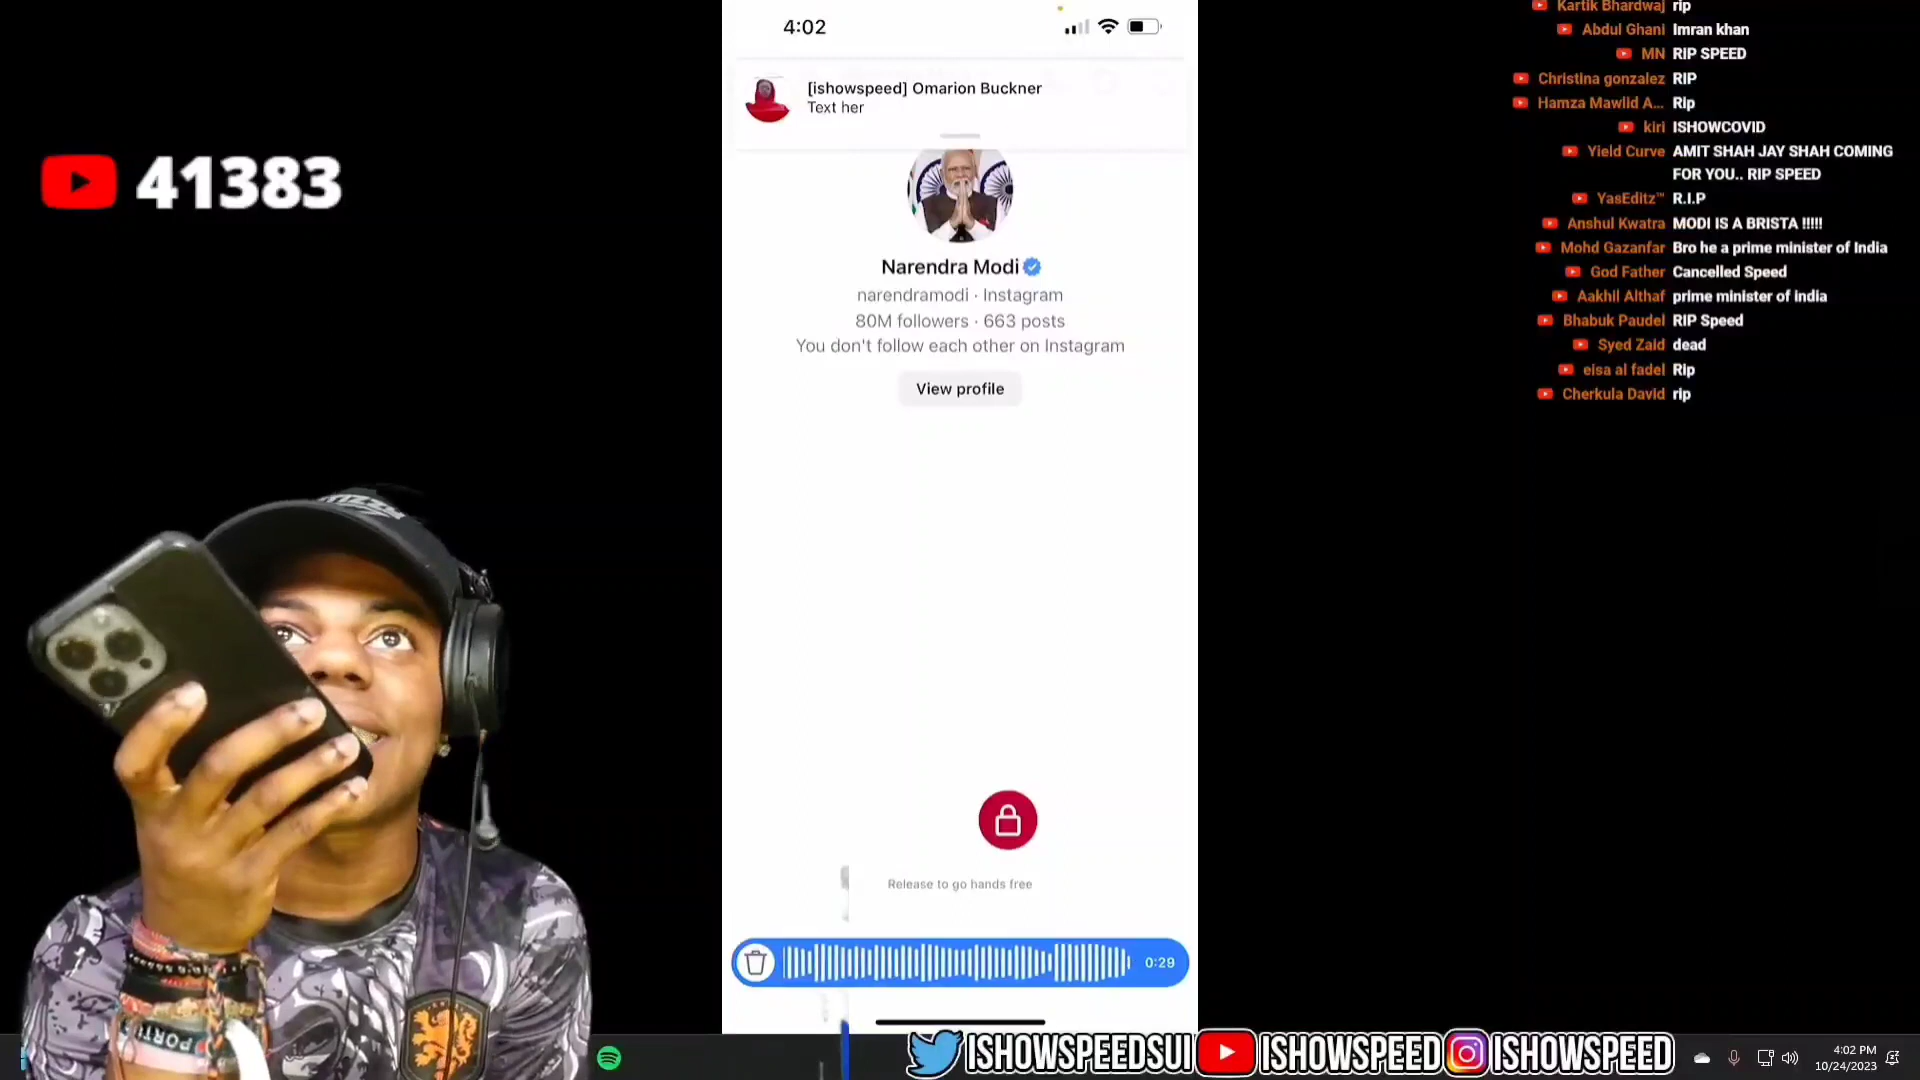 41383
4:02
[ishowspeed] Omarion Buckner
Text her
Narendra Modi
narendramodi · Instagram
80M followers · 663 posts
You don't follow each other on Instagram
View profile
Release to go hands free
0:29
Kartik Bhardwaj rip
Abdul Ghani Imran khan
MN RIP SPEED
Christina gonzalez RIP
Hamza Mawlid A... Rip
kiri ISHOWCOVID
Yield Curve AMIT SHAH JAY SHAH COMING
FOR YOU.. RIP SPEED
YasEditz™ R.I.P
Anshul Kwatra MODI IS A BRISTA !!!!!
Mohd Gazanfar Bro he a prime minister of India
God Father Cancelled Speed
Aakhil Althaf prime minister of india
Bhabuk Paudel RIP Speed
Syed Zaid dead
eisa al fadel Rip
Cherkula David rip
ISHOWSPEEDSUI ISHOWSPEED ISHOWSPEED
4:02 PM
10/24/2023